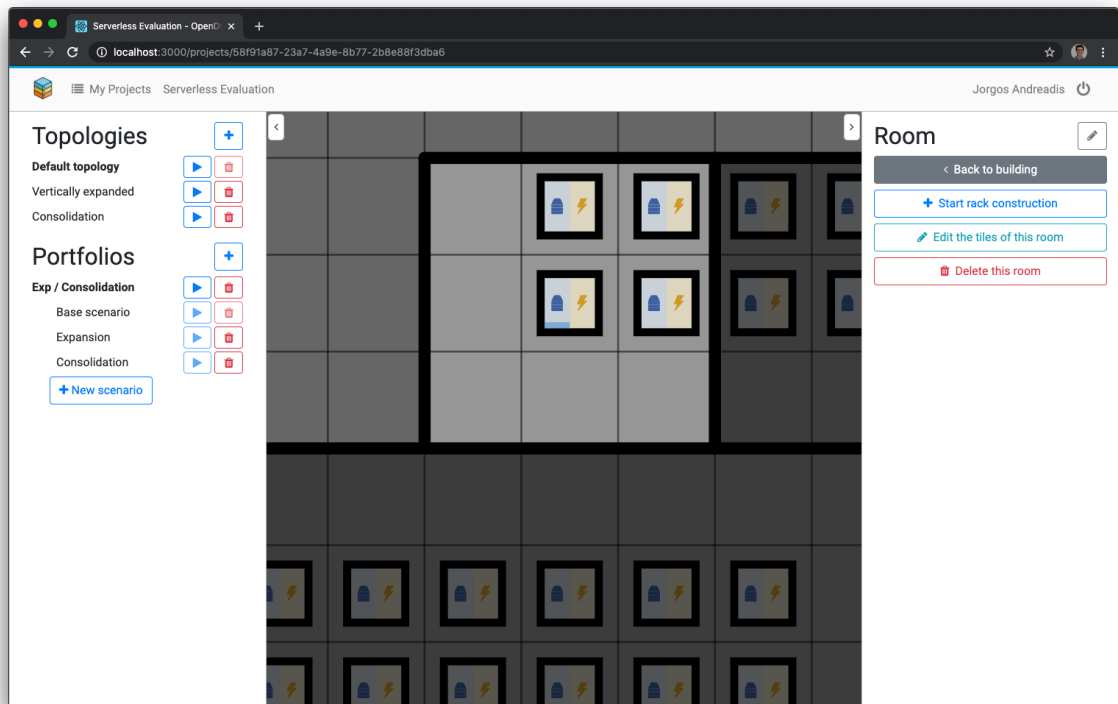 Serverless Evaluation - OpenD
localhost:3000/projects/58f91a87-23a7-4a9e-8b77-2b8e88f3dba6
My Projects Serverless Evaluation Jorgos Andreadis
Topologies
Default topology
Vertically expanded
Consolidation
Portfolios
Exp / Consolidation
Base scenario
Expansion
Consolidation
New scenario
Room
Back to building
Start rack construction
Edit the tiles of this room
Delete this room